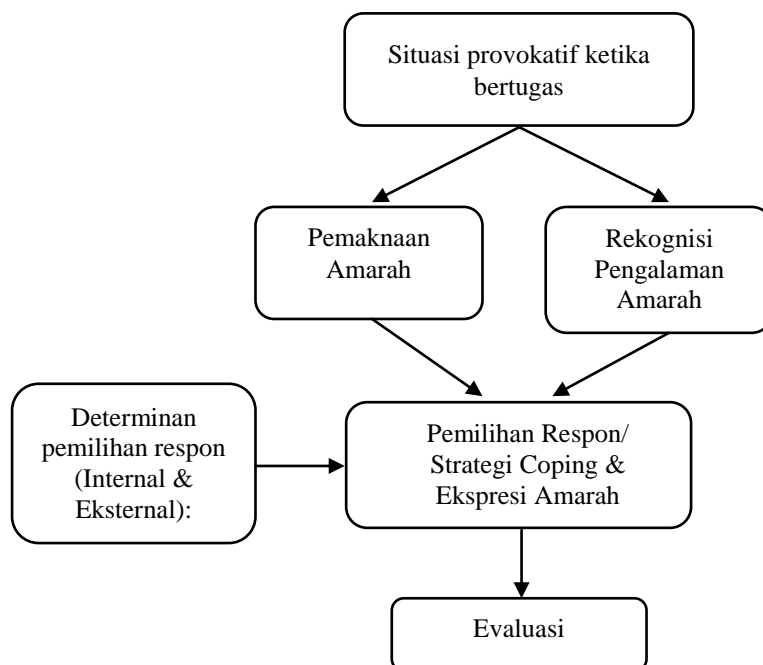 Situasi provokatif ketika
bertugas
Pemaknaan
Amarah
Rekognisi
Pengalaman
Amarah
Determinan
pemilihan respon
(Internal &
Eksternal):
Pemilihan Respon/
Strategi Coping &
Ekspresi Amarah
Evaluasi